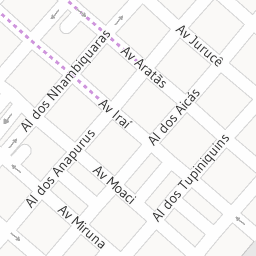 Av Jurucê
Av Aratãs
Al dos Nhambiquaras
Av Iraí
Al dos Aicás
Al dos Anapurus
Av Moaci
Al dos Tupiniquins
Av Miruna